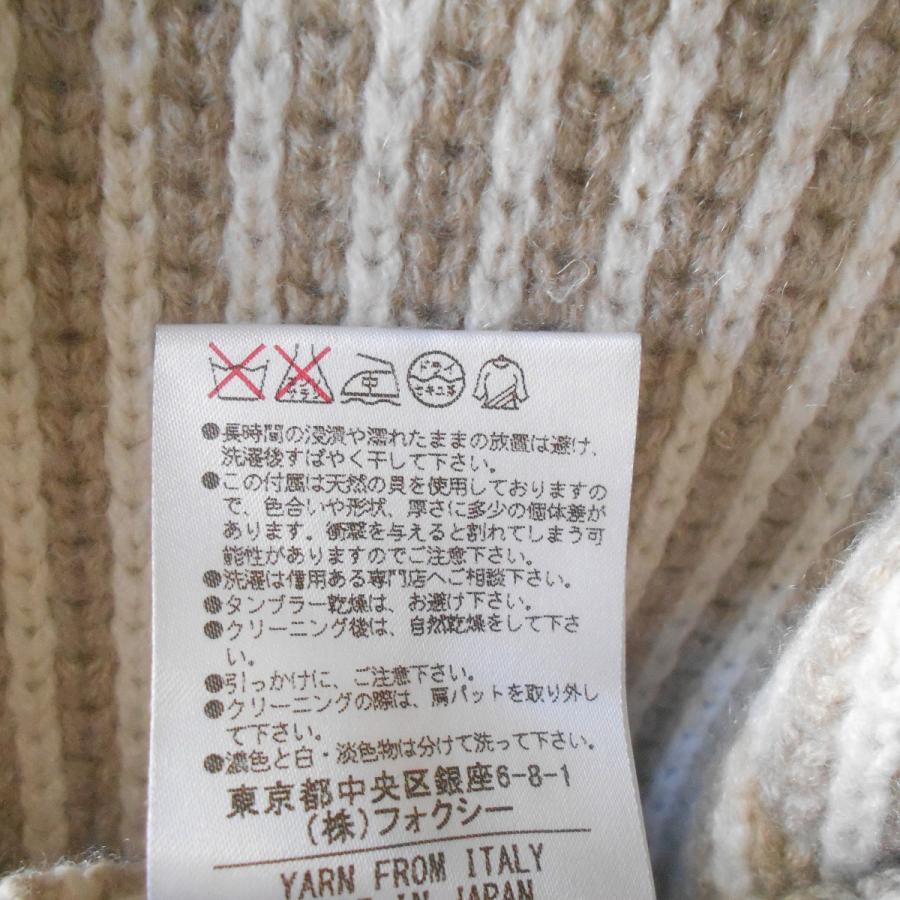 中
ドライ
●長時間の浸漬や濡れたままの放置は避け、
洗濯後すばやく干して下さい。
●この付属は天然の貝を使用しておりますの
で、色合いや形状、厚さに多少の個体差が
あります。衝撃を与えると割れてしまう可
能性がありますのでご注意下さい。
●洗濯は信用ある専門店へご相談下さい。
●タンブラー乾燥は、お避け下さい。
●クリーニング後は、自然乾燥をして下さ
い。
●引っかけに、ご注意下さい。
●クリーニングの際は、肩パットを取り外し
て下さい。
●濃色と白・淡色物は分けて洗って下さい。
東京都中央区銀座6-8-1
(株)フォクシー
YARN FROM ITALY
IN JAPAN